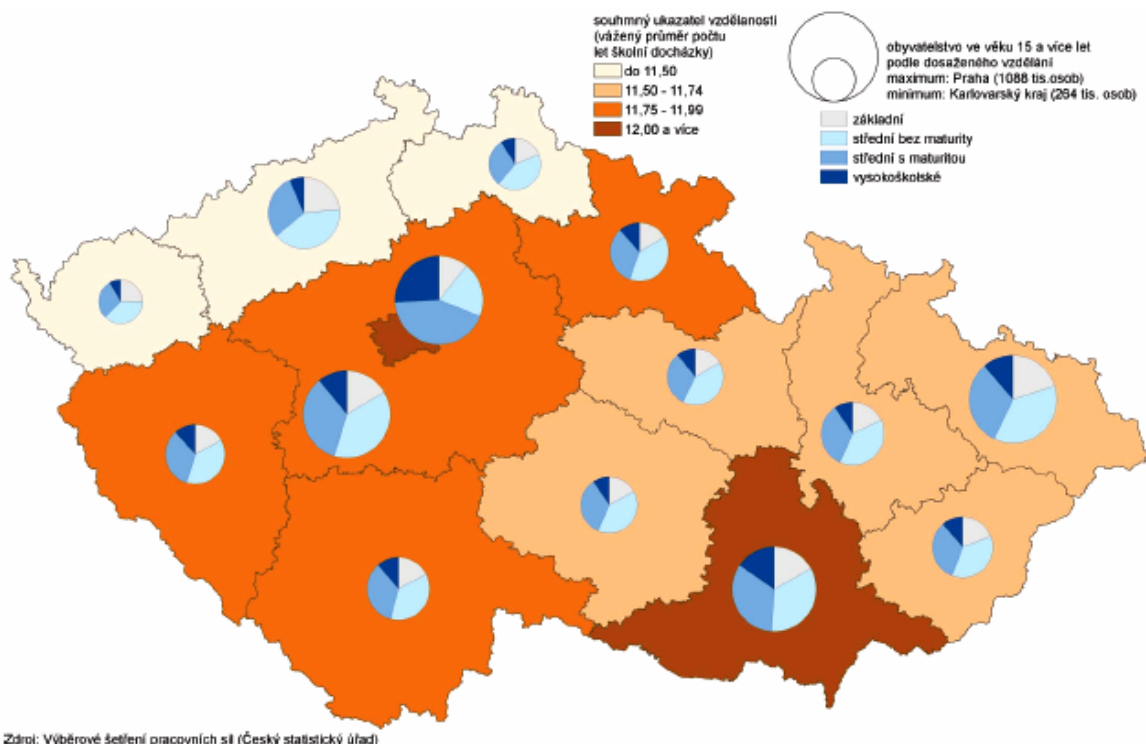 souhrnný ukazatel vzdělanosti
(vážený průměr počtu
let školní docházky)
do 11,50
11,50 - 11,74
11,75 - 11,99
12,00 a více
obyvatelstvo ve věku 15 a více let
podle dosaženého vzdělání
maximum: Praha (1088 tis.osob)
minimum: Karlovarský kraj (264 tis. osob)
základní
střední bez maturity
střední s maturitou
vysokoškolské
Zdroj: Výběrové šetření pracovních sil (Český statistický úřad)